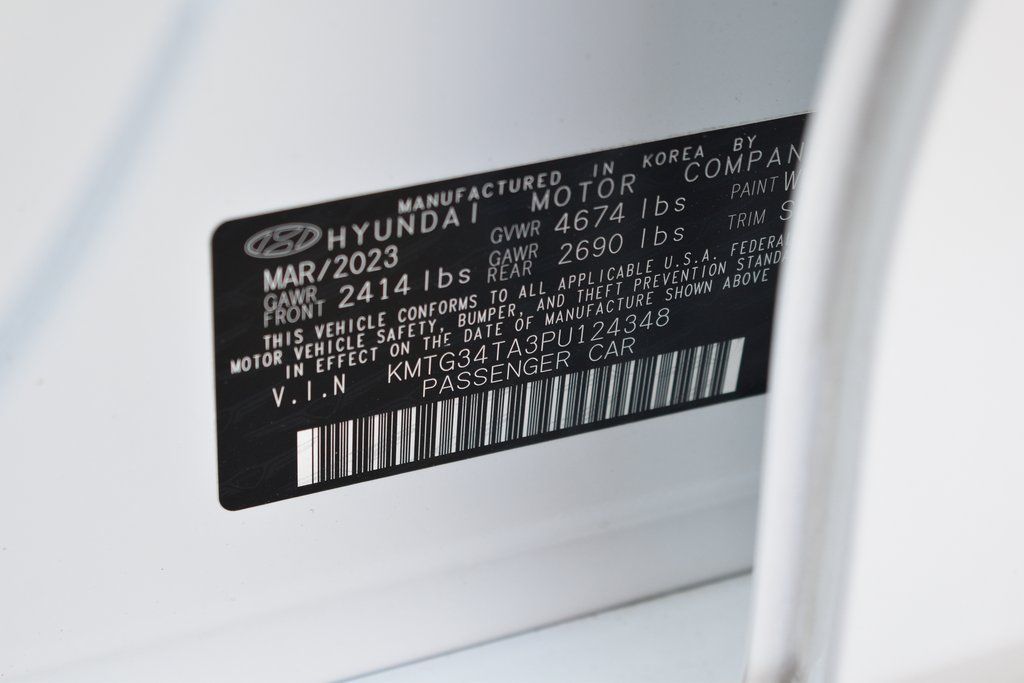 MANUFACTURED IN KOREA BY
HYUNDAI MOTOR COMPAN
MAR/2023 GVWR 4674 lbs PAINT W
GAWR FRONT 2414 lbs GAWR REAR 2690 lbs TRIM S
THIS VEHICLE CONFORMS TO ALL APPLICABLE U.S.A. FEDERAL
MOTOR VEHICLE SAFETY, BUMPER, AND THEFT PREVENTION STANDA
IN EFFECT ON THE DATE OF MANUFACTURE SHOWN ABOVE
V.I.N KMTG34TA3PU124348
PASSENGER CAR